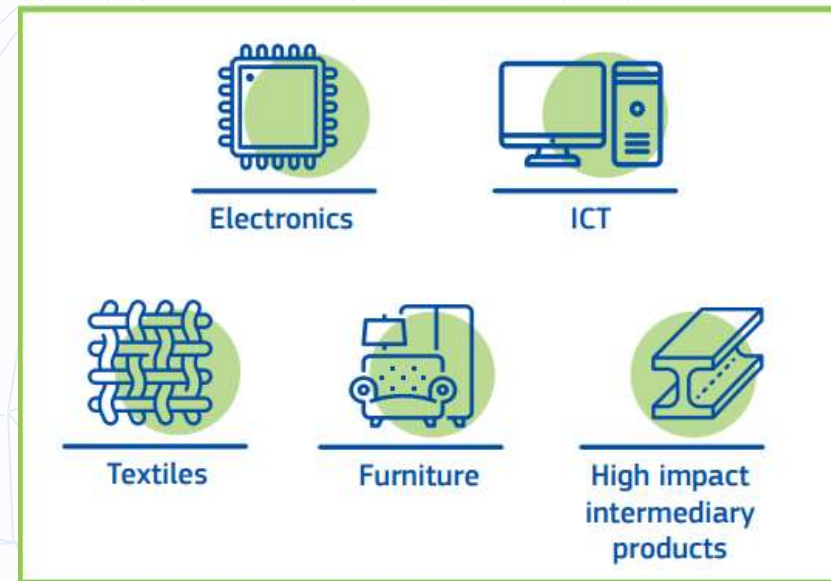 Electronics
ICT
Textiles
Furniture
High impact
intermediary
products